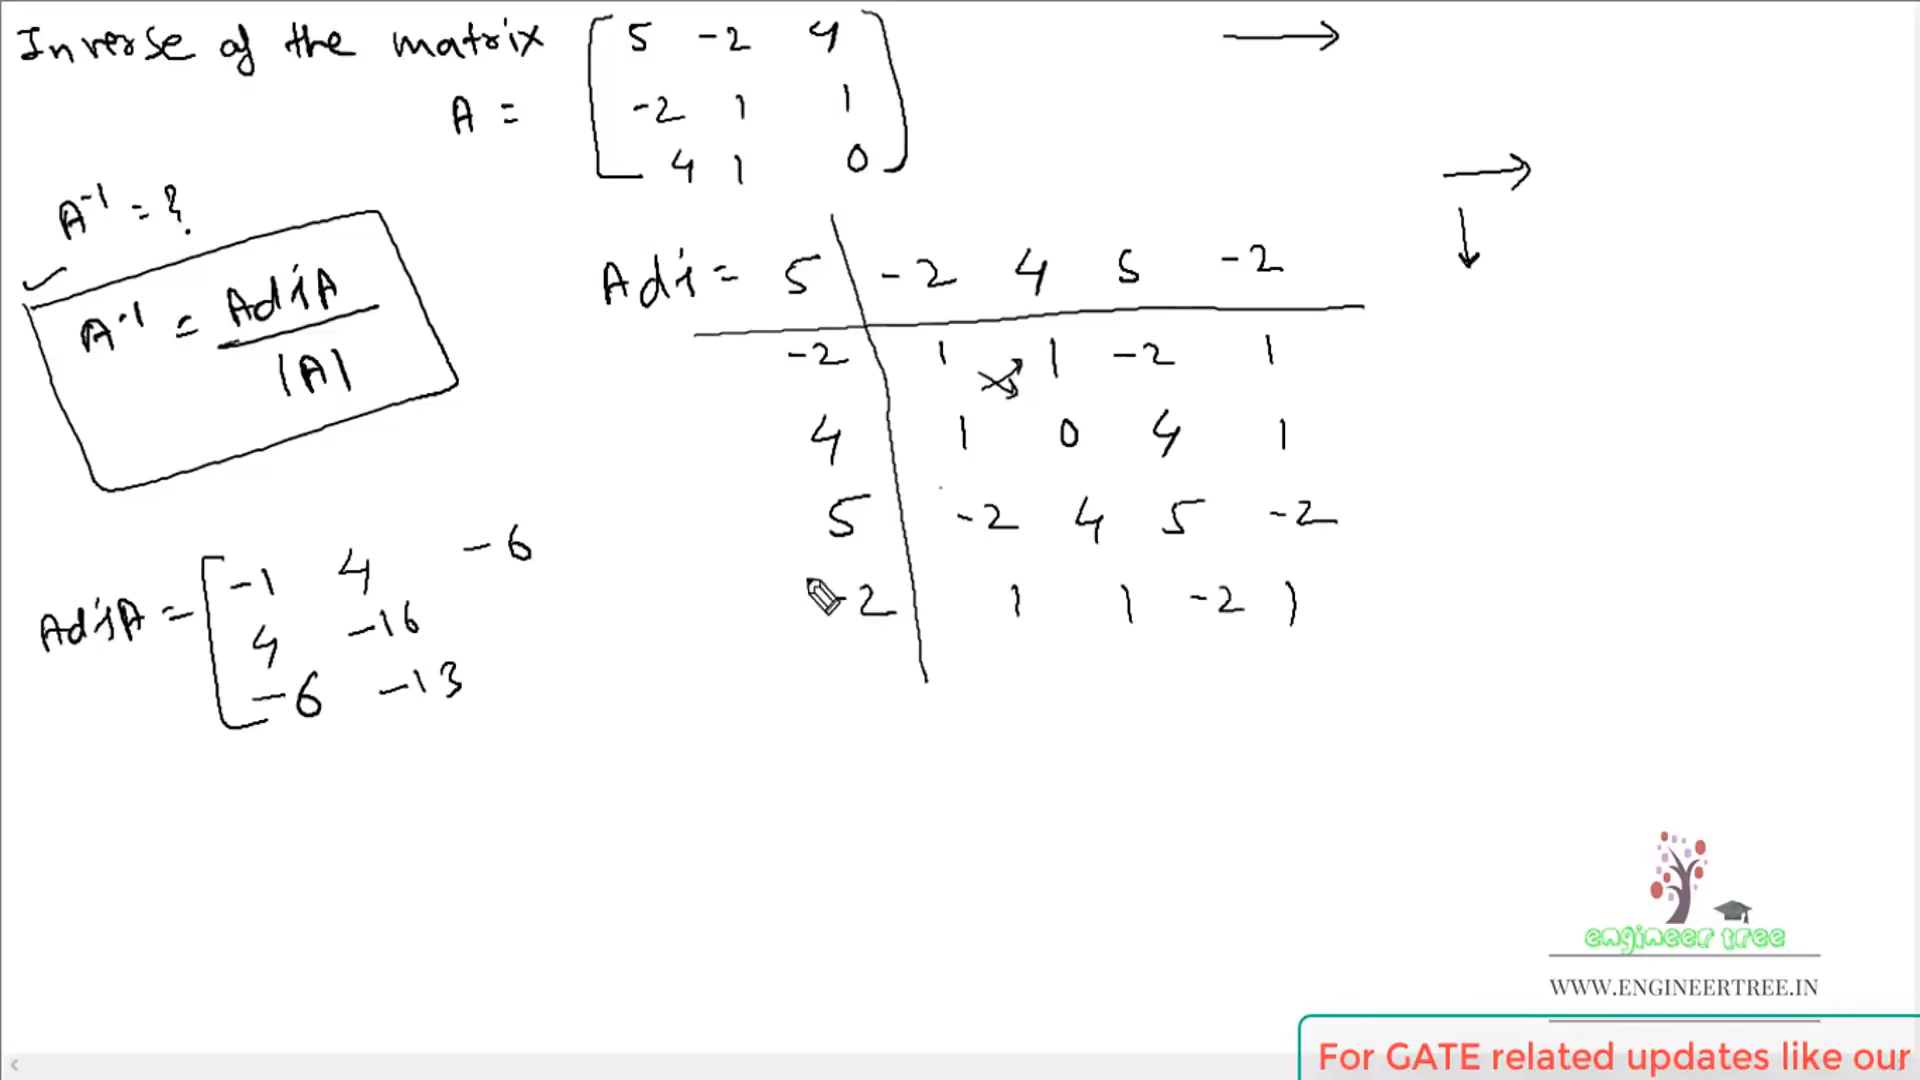 Inverse of the matrix
A =
5 -2 4
-2 1 1
4 1 0
A⁻¹ = ?
A⁻¹ = AdjA / |A|
Adj = 5 -2 4 5 -2
-2 1 1 -2 1
4 1 0 4 1
5 -2 4 5 -2
-2 1 1 -2 1
AdjA =
-1 4 -6
4 -16
-6 -13
engineer tree
WWW.ENGINEERTREE.IN
For GATE related updates like our